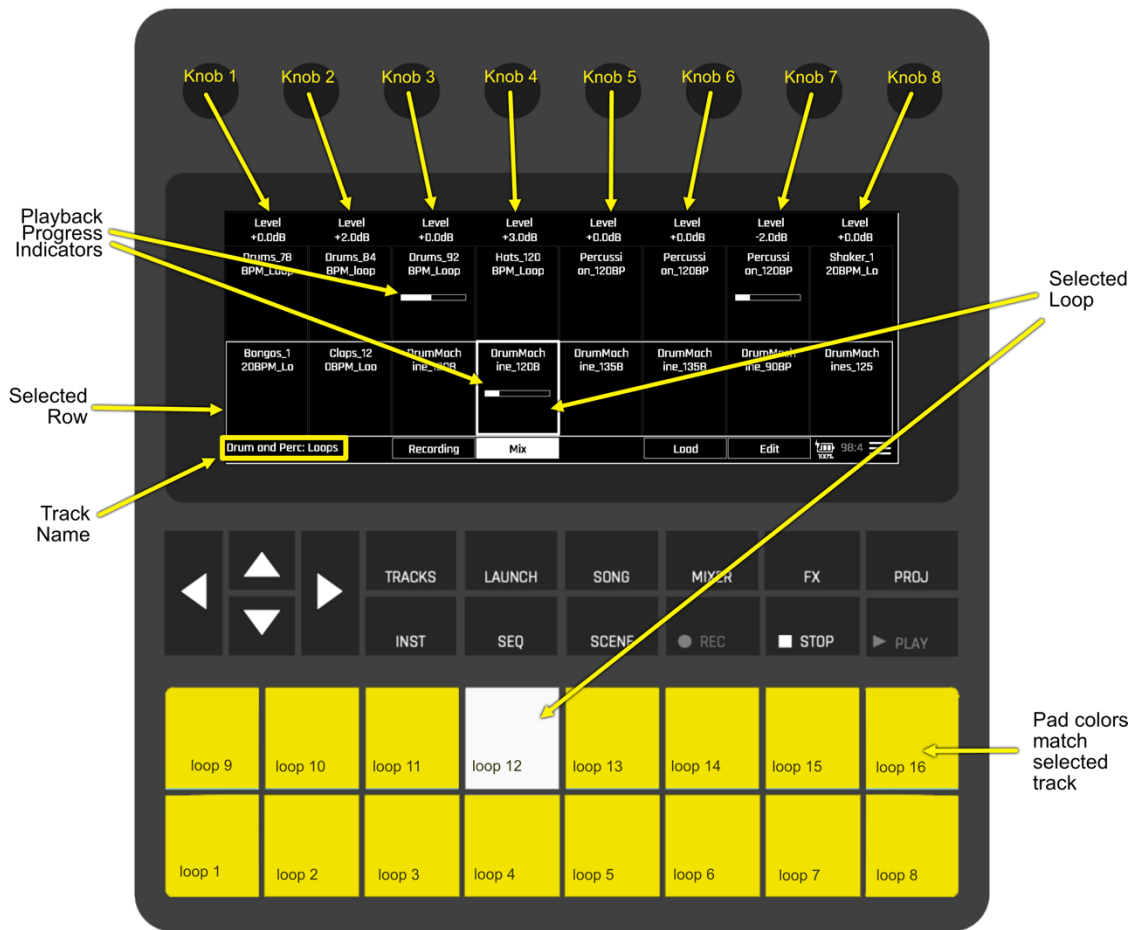 Knob 1 Knob 2 Knob 3 Knob 4 Knob 5 Knob 6 Knob 7 Knob 8
Playback
Progress
Indicators
Level Level Level Level Level Level Level Level
+0.0dB +2.0dB +0.0dB +3.0dB +0.0dB +0.0dB -2.0dB +0.0dB
Drums_78 Drums_84 Drums_92 Hats_120 Percussi Percussi Percussi Shaker_1
BPM_Loop BPM_loop BPM_Loop BPM_Loop on_120BP on_120BP on_120BP 20BPM_Lo
Selected
Loop
Bongos_1 Claps_12 DrumMach DrumMach DrumMach DrumMach DrumMach DrumMach
20BPM_Lo 0BPM_Loo ine_120B ine_135B ine_135B ine_90BP ines_125
Selected
Row
Drum and Perc: Loops Recording Mix Load Edit 100% 98:4
Track
Name
TRACKS LAUNCH SONG MIXER FX PROJ
INST SEQ SCENE REC STOP PLAY
loop 9 loop 10 loop 11 loop 12 loop 13 loop 14 loop 15 loop 16
Pad colors
match
selected
track
loop 1 loop 2 loop 3 loop 4 loop 5 loop 6 loop 7 loop 8